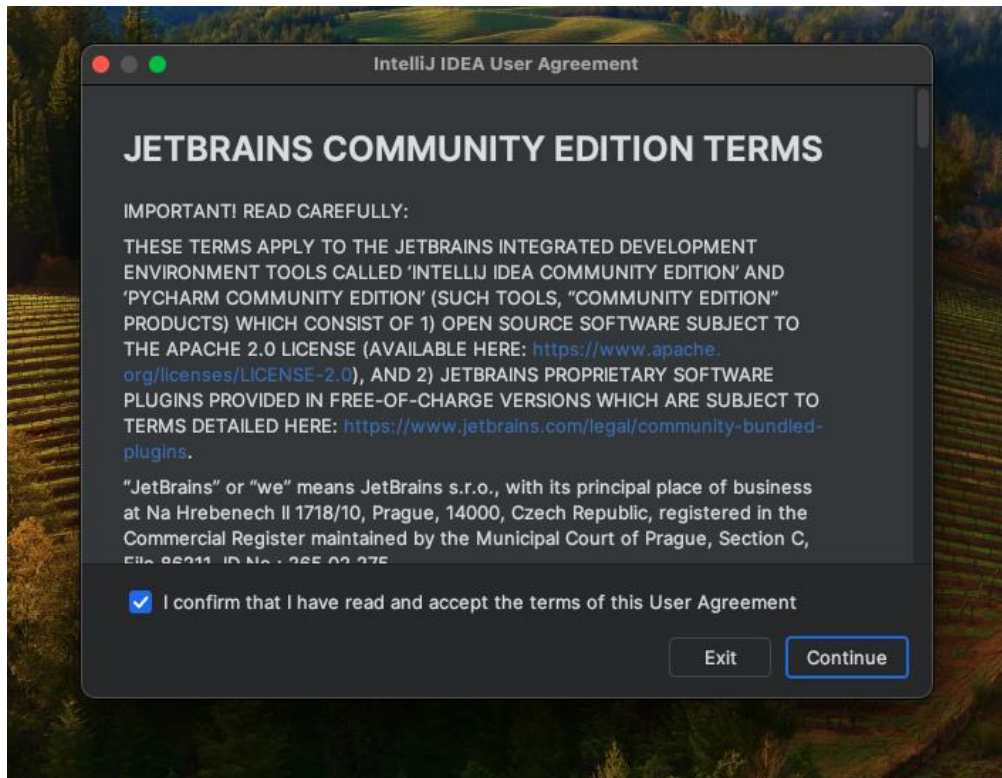 IntelliJ IDEA User Agreement
JETBRAINS COMMUNITY EDITION TERMS
IMPORTANT! READ CAREFULLY:
THESE TERMS APPLY TO THE JETBRAINS INTEGRATED DEVELOPMENT
ENVIRONMENT TOOLS CALLED ‘INTELLIJ IDEA COMMUNITY EDITION’ AND
‘PYCHARM COMMUNITY EDITION’ (SUCH TOOLS, “COMMUNITY EDITION”
PRODUCTS) WHICH CONSIST OF 1) OPEN SOURCE SOFTWARE SUBJECT TO
THE APACHE 2.0 LICENSE (AVAILABLE HERE: https://www.apache.
org/licenses/LICENSE-2.0), AND 2) JETBRAINS PROPRIETARY SOFTWARE
PLUGINS PROVIDED IN FREE-OF-CHARGE VERSIONS WHICH ARE SUBJECT TO
TERMS DETAILED HERE: https://www.jetbrains.com/legal/community-bundled-
plugins.
“JetBrains” or “we” means JetBrains s.r.o., with its principal place of business
at Na Hrebenech II 1718/10, Prague, 14000, Czech Republic, registered in the
Commercial Register maintained by the Municipal Court of Prague, Section C,
File 86211, ID No.: 265 02 275
I confirm that I have read and accept the terms of this User Agreement
Exit
Continue